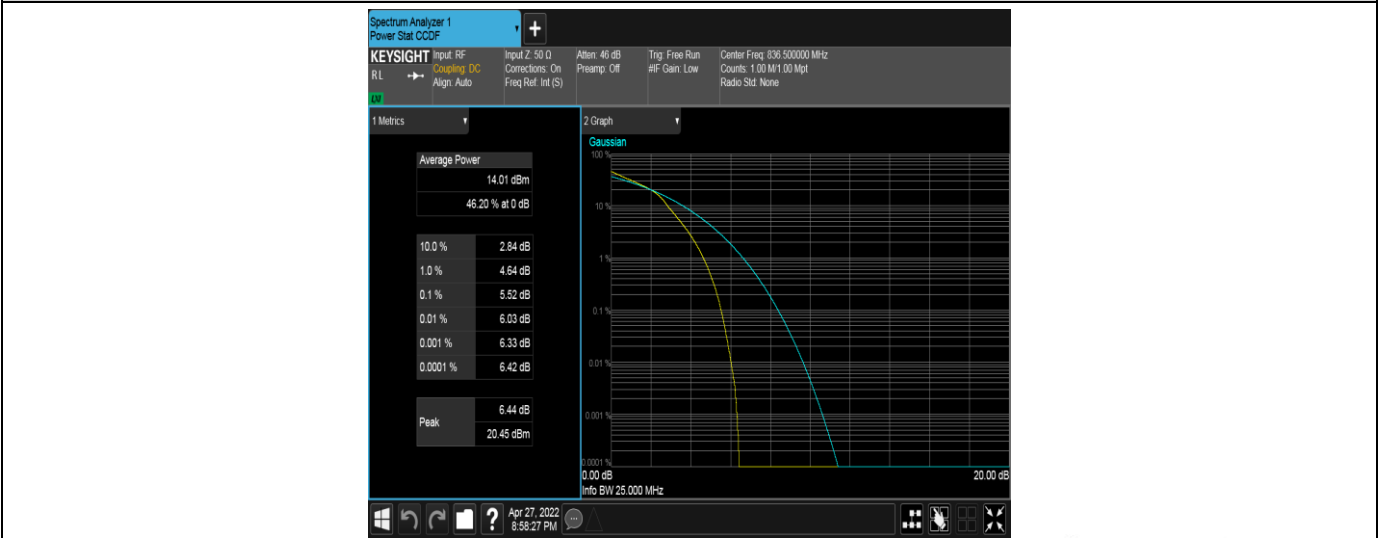 Spectrum Analyzer 1
Power Stat CCDF
+
KEYSIGHT
RL
Input: RF
Coupling: DC
Align: Auto
Input Z: 50 Ω
Corrections: On
Freq Ref: Int (S)
Atten: 46 dB
Preamp: Off
Trig: Free Run
#IF Gain: Low
Center Freq: 836.500000 MHz
Counts: 1.00 M/1.00 Mpt
Radio Std: None
1 Metrics
Average Power
14.01 dBm
46.20 % at 0 dB
10.0 % 2.84 dB
1.0 % 4.64 dB
0.1 % 5.52 dB
0.01 % 6.03 dB
0.001 % 6.33 dB
0.0001 % 6.42 dB
Peak
6.44 dB
20.45 dBm
2 Graph
Gaussian
100 %
10 %
1 %
0.1 %
0.01 %
0.001 %
0.0001 %
0.00 dB 20.00 dB
Info BW 25.000 MHz
?
Apr 27, 2022
8:58:27 PM